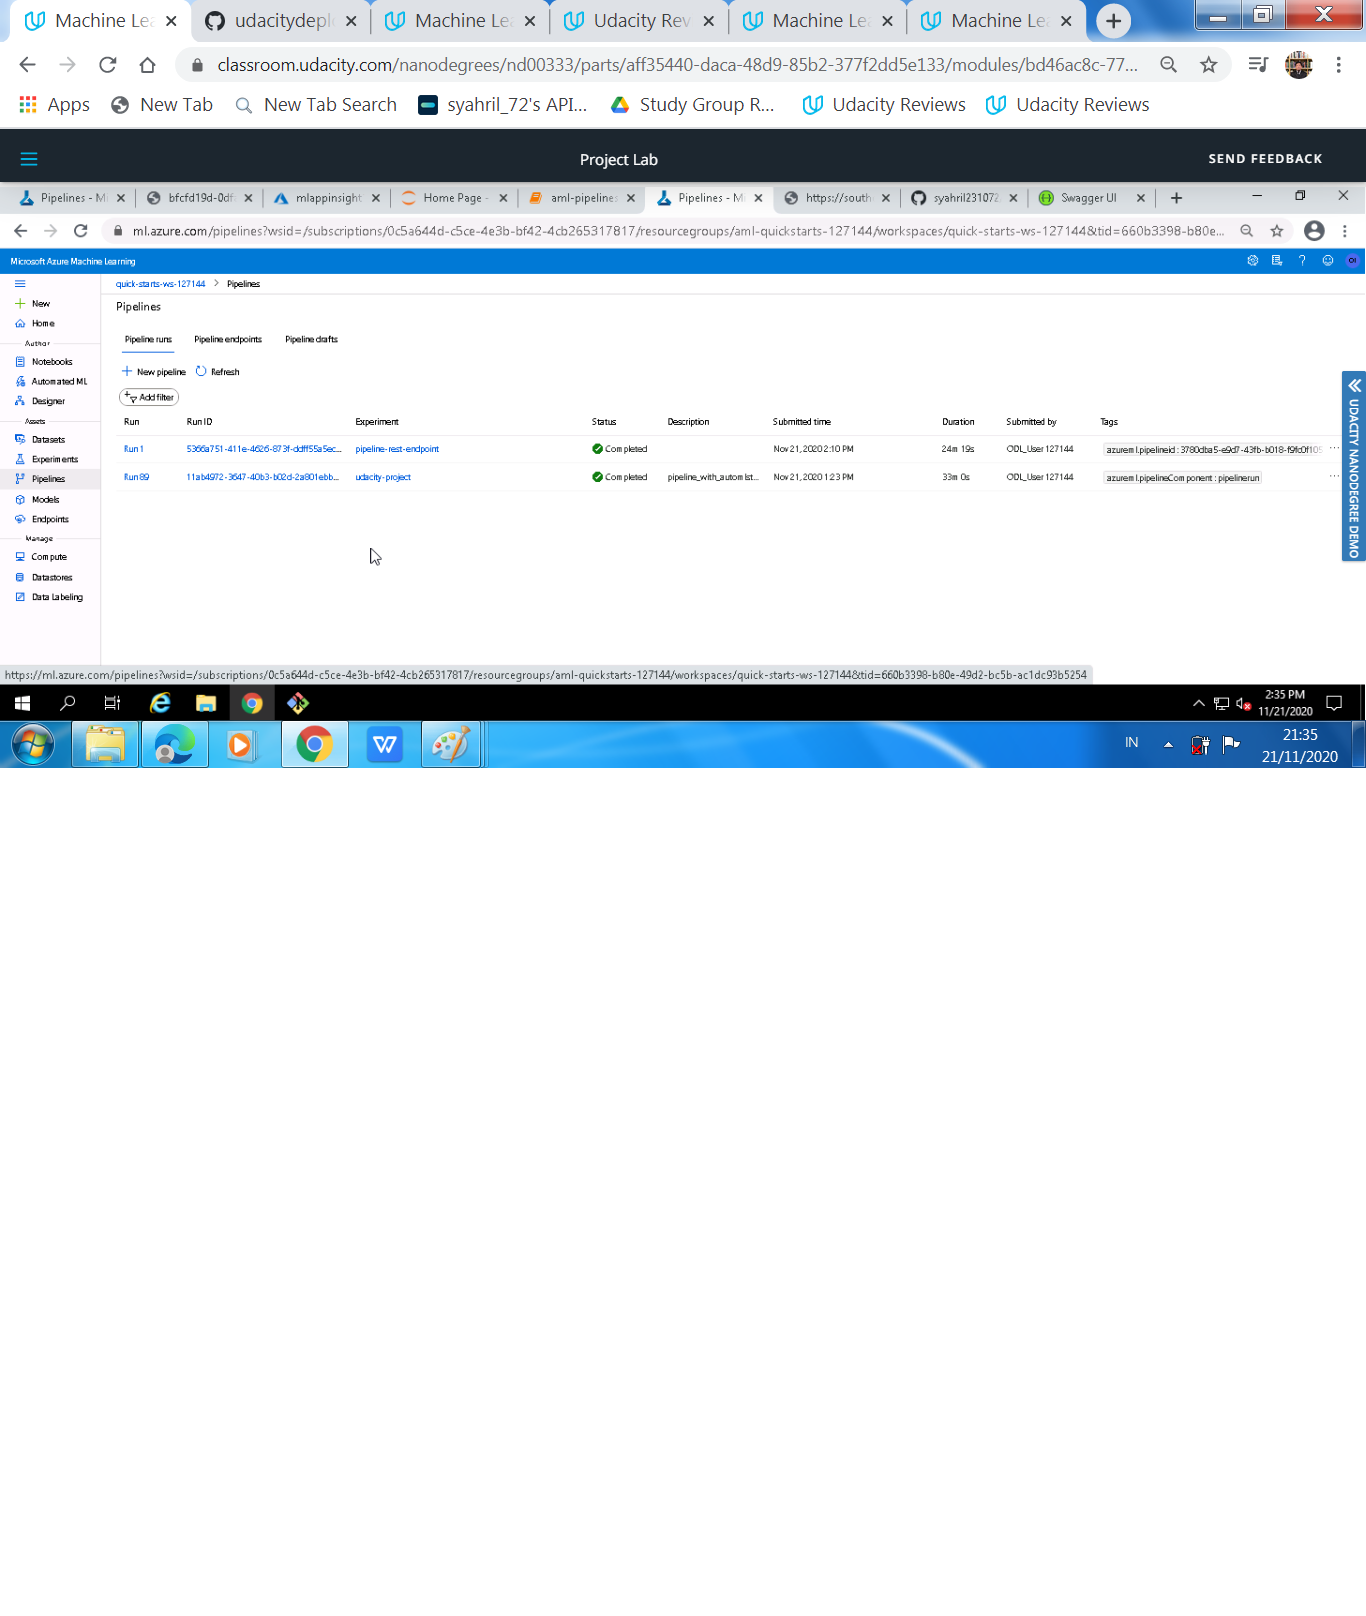 Machine Le
udacitydepl
Machine Le
Udacity Rev
Machine Le
Machine Le
classroom.udacity.com/nanodegrees/nd00333/parts/aff35440-daca-48d9-85b2-377f2dd5e133/modules/bd46ac8c-77...
Apps
New Tab
New Tab Search
syahril_72's API...
Study Group R...
Udacity Reviews
Udacity Reviews
Project Lab
SEND FEEDBACK
Pipelines - Mi
bfcfd19d-0df
mlappinsight
Home Page -
aml-pipelines
Pipelines - Mi
https://south
syahril231072
Swagger UI
ml.azure.com/pipelines?wsid=/subscriptions/0c5a644d-c5ce-4e3b-bf42-4cb265317817/resourcegroups/aml-quickstarts-127144/workspaces/quick-starts-ws-127144&tid=660b3398-b80e...
Microsoft Azure Machine Learning
OI
New
Home
Author
Notebooks
Automated ML
Designer
Assets
Datasets
Experiments
Pipelines
Models
Endpoints
Manage
Compute
Datastores
Data Labeling
quick-starts-ws-127144 > Pipelines
Pipelines
Pipeline runs Pipeline endpoints Pipeline drafts
New pipeline Refresh
Add filter
Run Run ID Experiment Status Description Submitted time Duration Submitted by Tags
Run 1 5366a751-411e-4626-873f-ddff55a5ec... pipeline-rest-endpoint Completed Nov 21, 2020 2:10 PM 24m 19s ODL_User 127144 azureml.pipelineid : 3780dba5-e9d7-43fb-b018-f9fc0f105 ...
Run 89 11ab4972-3647-40b3-b02d-2a801ebb... udacity-project Completed pipeline_with_automlst... Nov 21, 2020 1:23 PM 33m 0s ODL_User 127144 azureml.pipelineComponent : pipelinerun ...
UDACITY NANODEGREE DEMO
https://ml.azure.com/pipelines?wsid=/subscriptions/0c5a644d-c5ce-4e3b-bf42-4cb265317817/resourcegroups/aml-quickstarts-127144/workspaces/quick-starts-ws-127144&tid=660b3398-b80e-49d2-bc5b-ac1dc93b5254
2:35 PM
11/21/2020
IN
21:35
21/11/2020